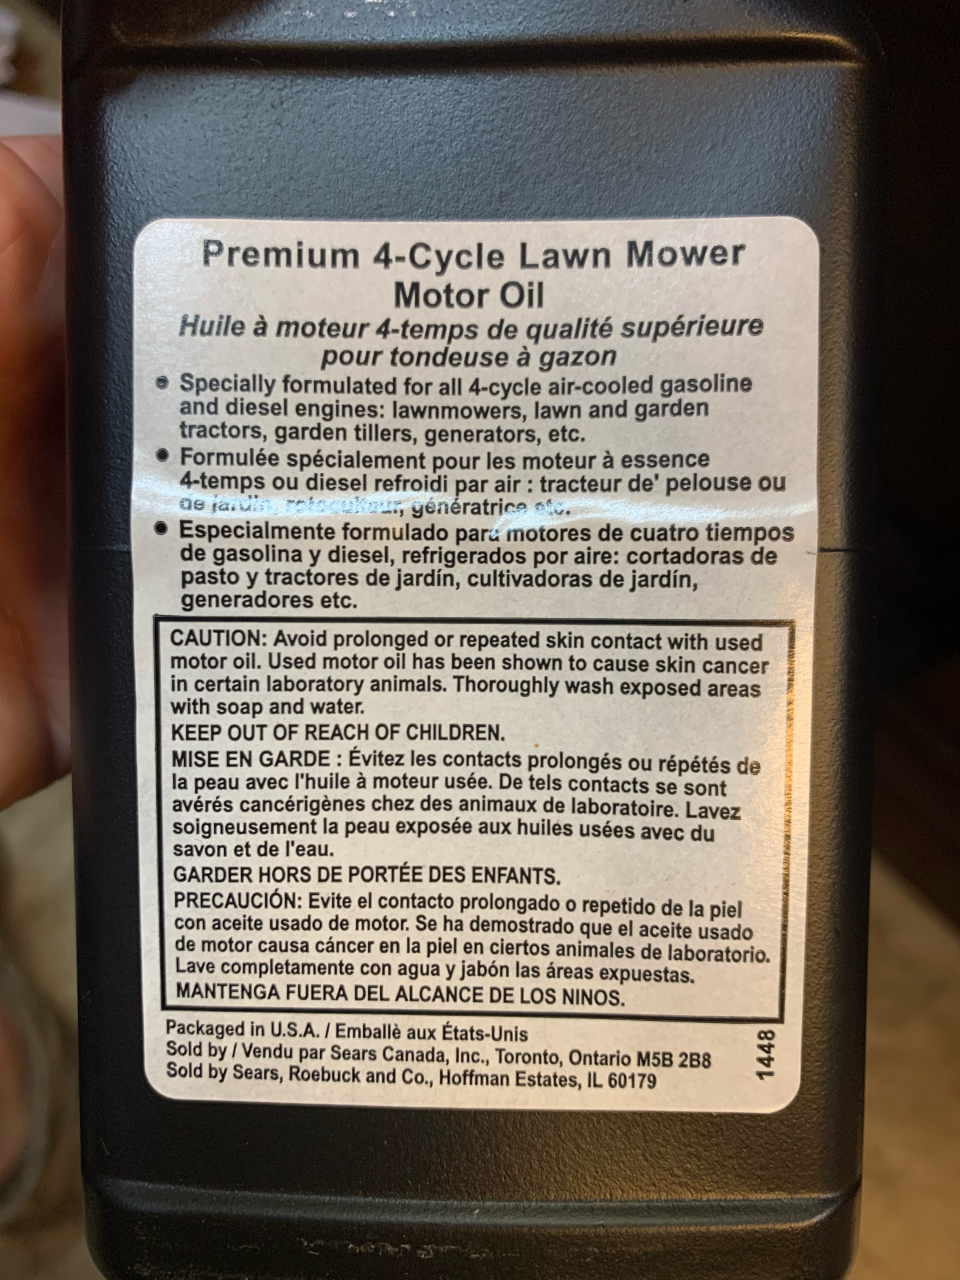 Premium 4-Cycle Lawn Mower
Motor Oil
Huile à moteur 4-temps de qualité supérieure
pour tondeuse à gazon
• Specially formulated for all 4-cycle air-cooled gasoline
and diesel engines: lawnmowers, lawn and garden
tractors, garden tillers, generators, etc.
• Formulée spécialement pour les moteur à essence
4-temps ou diesel refroidi par air : tracteur de' pelouse ou
de jardin, rotoculteur, génératrice etc.
• Especialmente formulado para motores de cuatro tiempos
de gasolina y diesel, refrigerados por aire: cortadoras de
pasto y tractores de jardín, cultivadoras de jardín,
generadores etc.
CAUTION: Avoid prolonged or repeated skin contact with used
motor oil. Used motor oil has been shown to cause skin cancer
in certain laboratory animals. Thoroughly wash exposed areas
with soap and water.
KEEP OUT OF REACH OF CHILDREN.
MISE EN GARDE : Évitez les contacts prolongés ou répétés de
la peau avec l'huile à moteur usée. De tels contacts se sont
avérés cancérigènes chez des animaux de laboratoire. Lavez
soigneusement la peau exposée aux huiles usées avec du
savon et de l'eau.
GARDER HORS DE PORTÉE DES ENFANTS.
PRECAUCIÓN: Evite el contacto prolongado o repetido de la piel
con aceite usado de motor. Se ha demostrado que el aceite usado
de motor causa cáncer en la piel en ciertos animales de laboratorio.
Lave completamente con agua y jabón las áreas expuestas.
MANTENGA FUERA DEL ALCANCE DE LOS NINOS.
Packaged in U.S.A. / Emballè aux États-Unis
Sold by / Vendu par Sears Canada, Inc., Toronto, Ontario M5B 2B8
Sold by Sears, Roebuck and Co., Hoffman Estates, IL 60179
1448